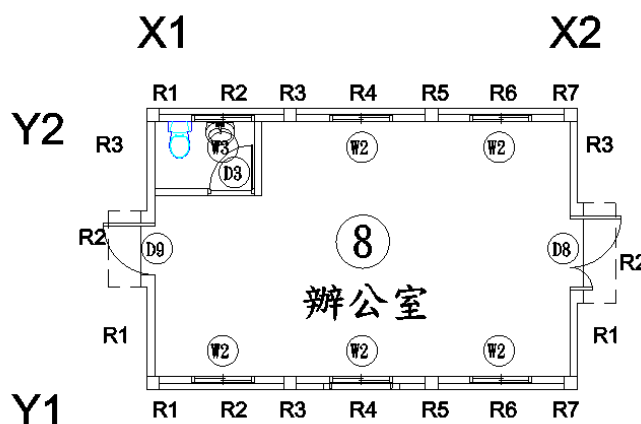 X1 X2
R1 R2 R3 R4 R5 R6 R7
Y2
R3 R3
W3 W2 W2
D3
R2 D9 8 D8 R2
辦公室
R1 R1
W2 W2 W2
Y1
R1 R2 R3 R4 R5 R6 R7